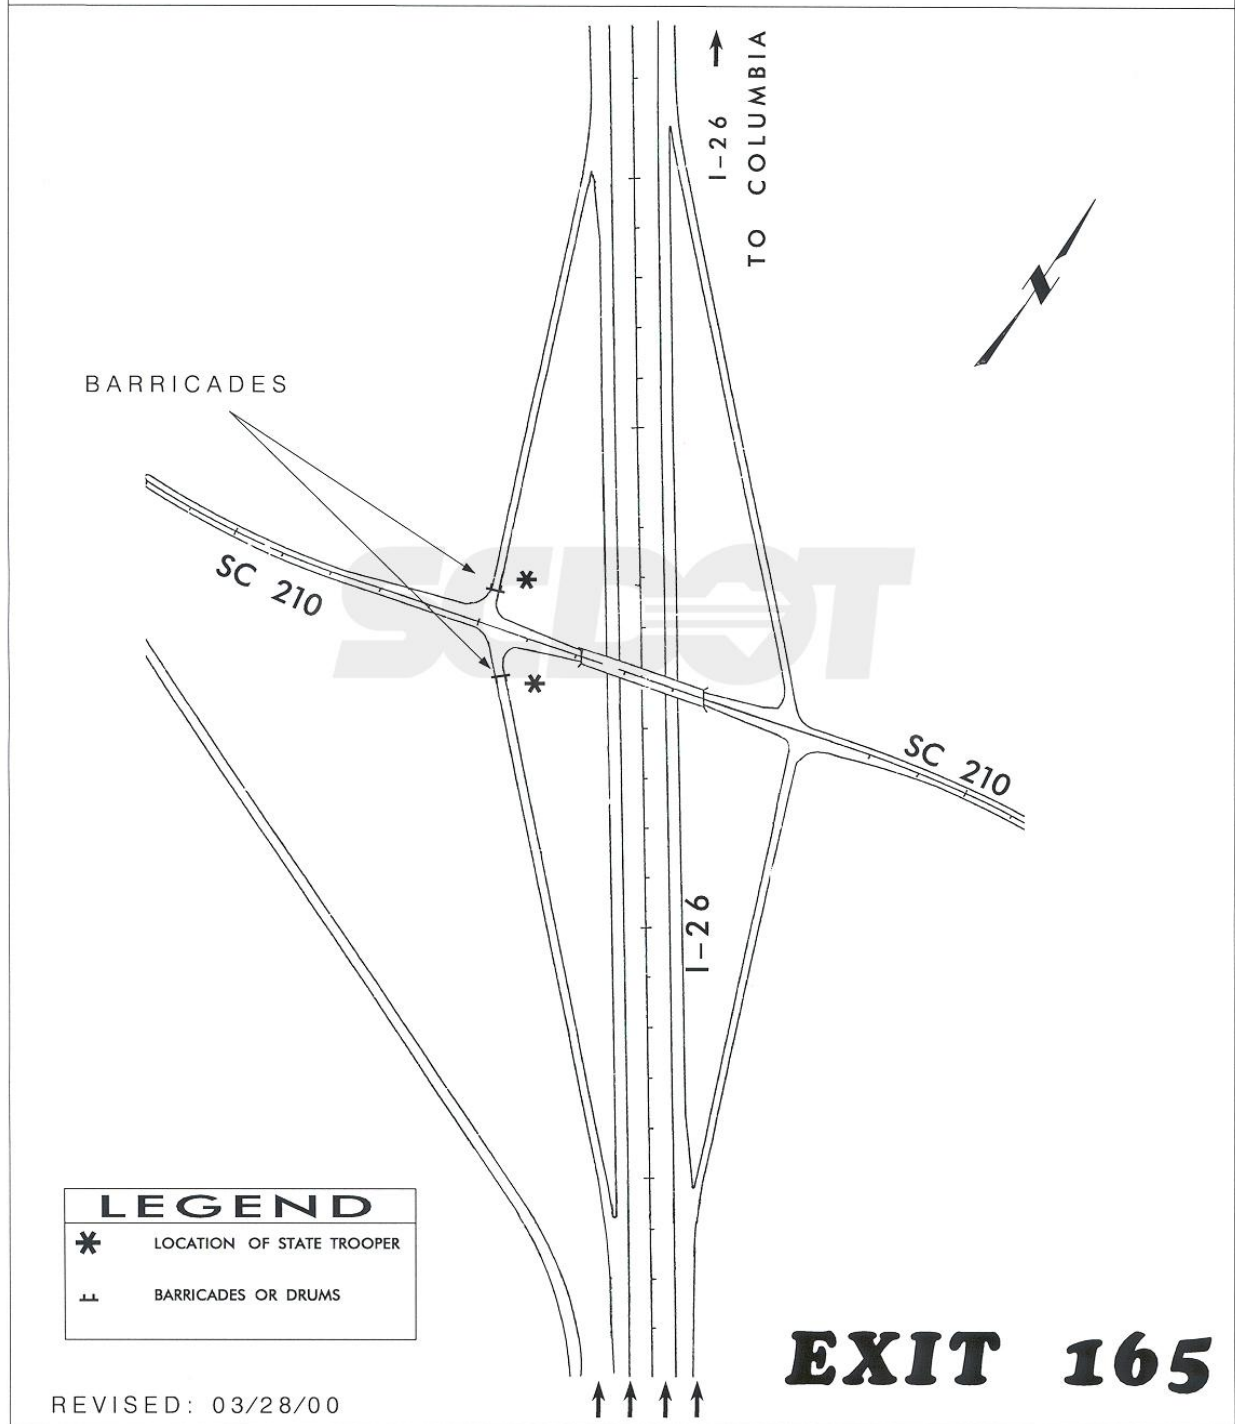 I-26
TO COLUMBIA
N
BARRICADES
SC 210
SCDOT
SC 210
I-26
LEGEND
LOCATION OF STATE TROOPER
BARRICADES OR DRUMS
EXIT 165
REVISED: 03/28/00